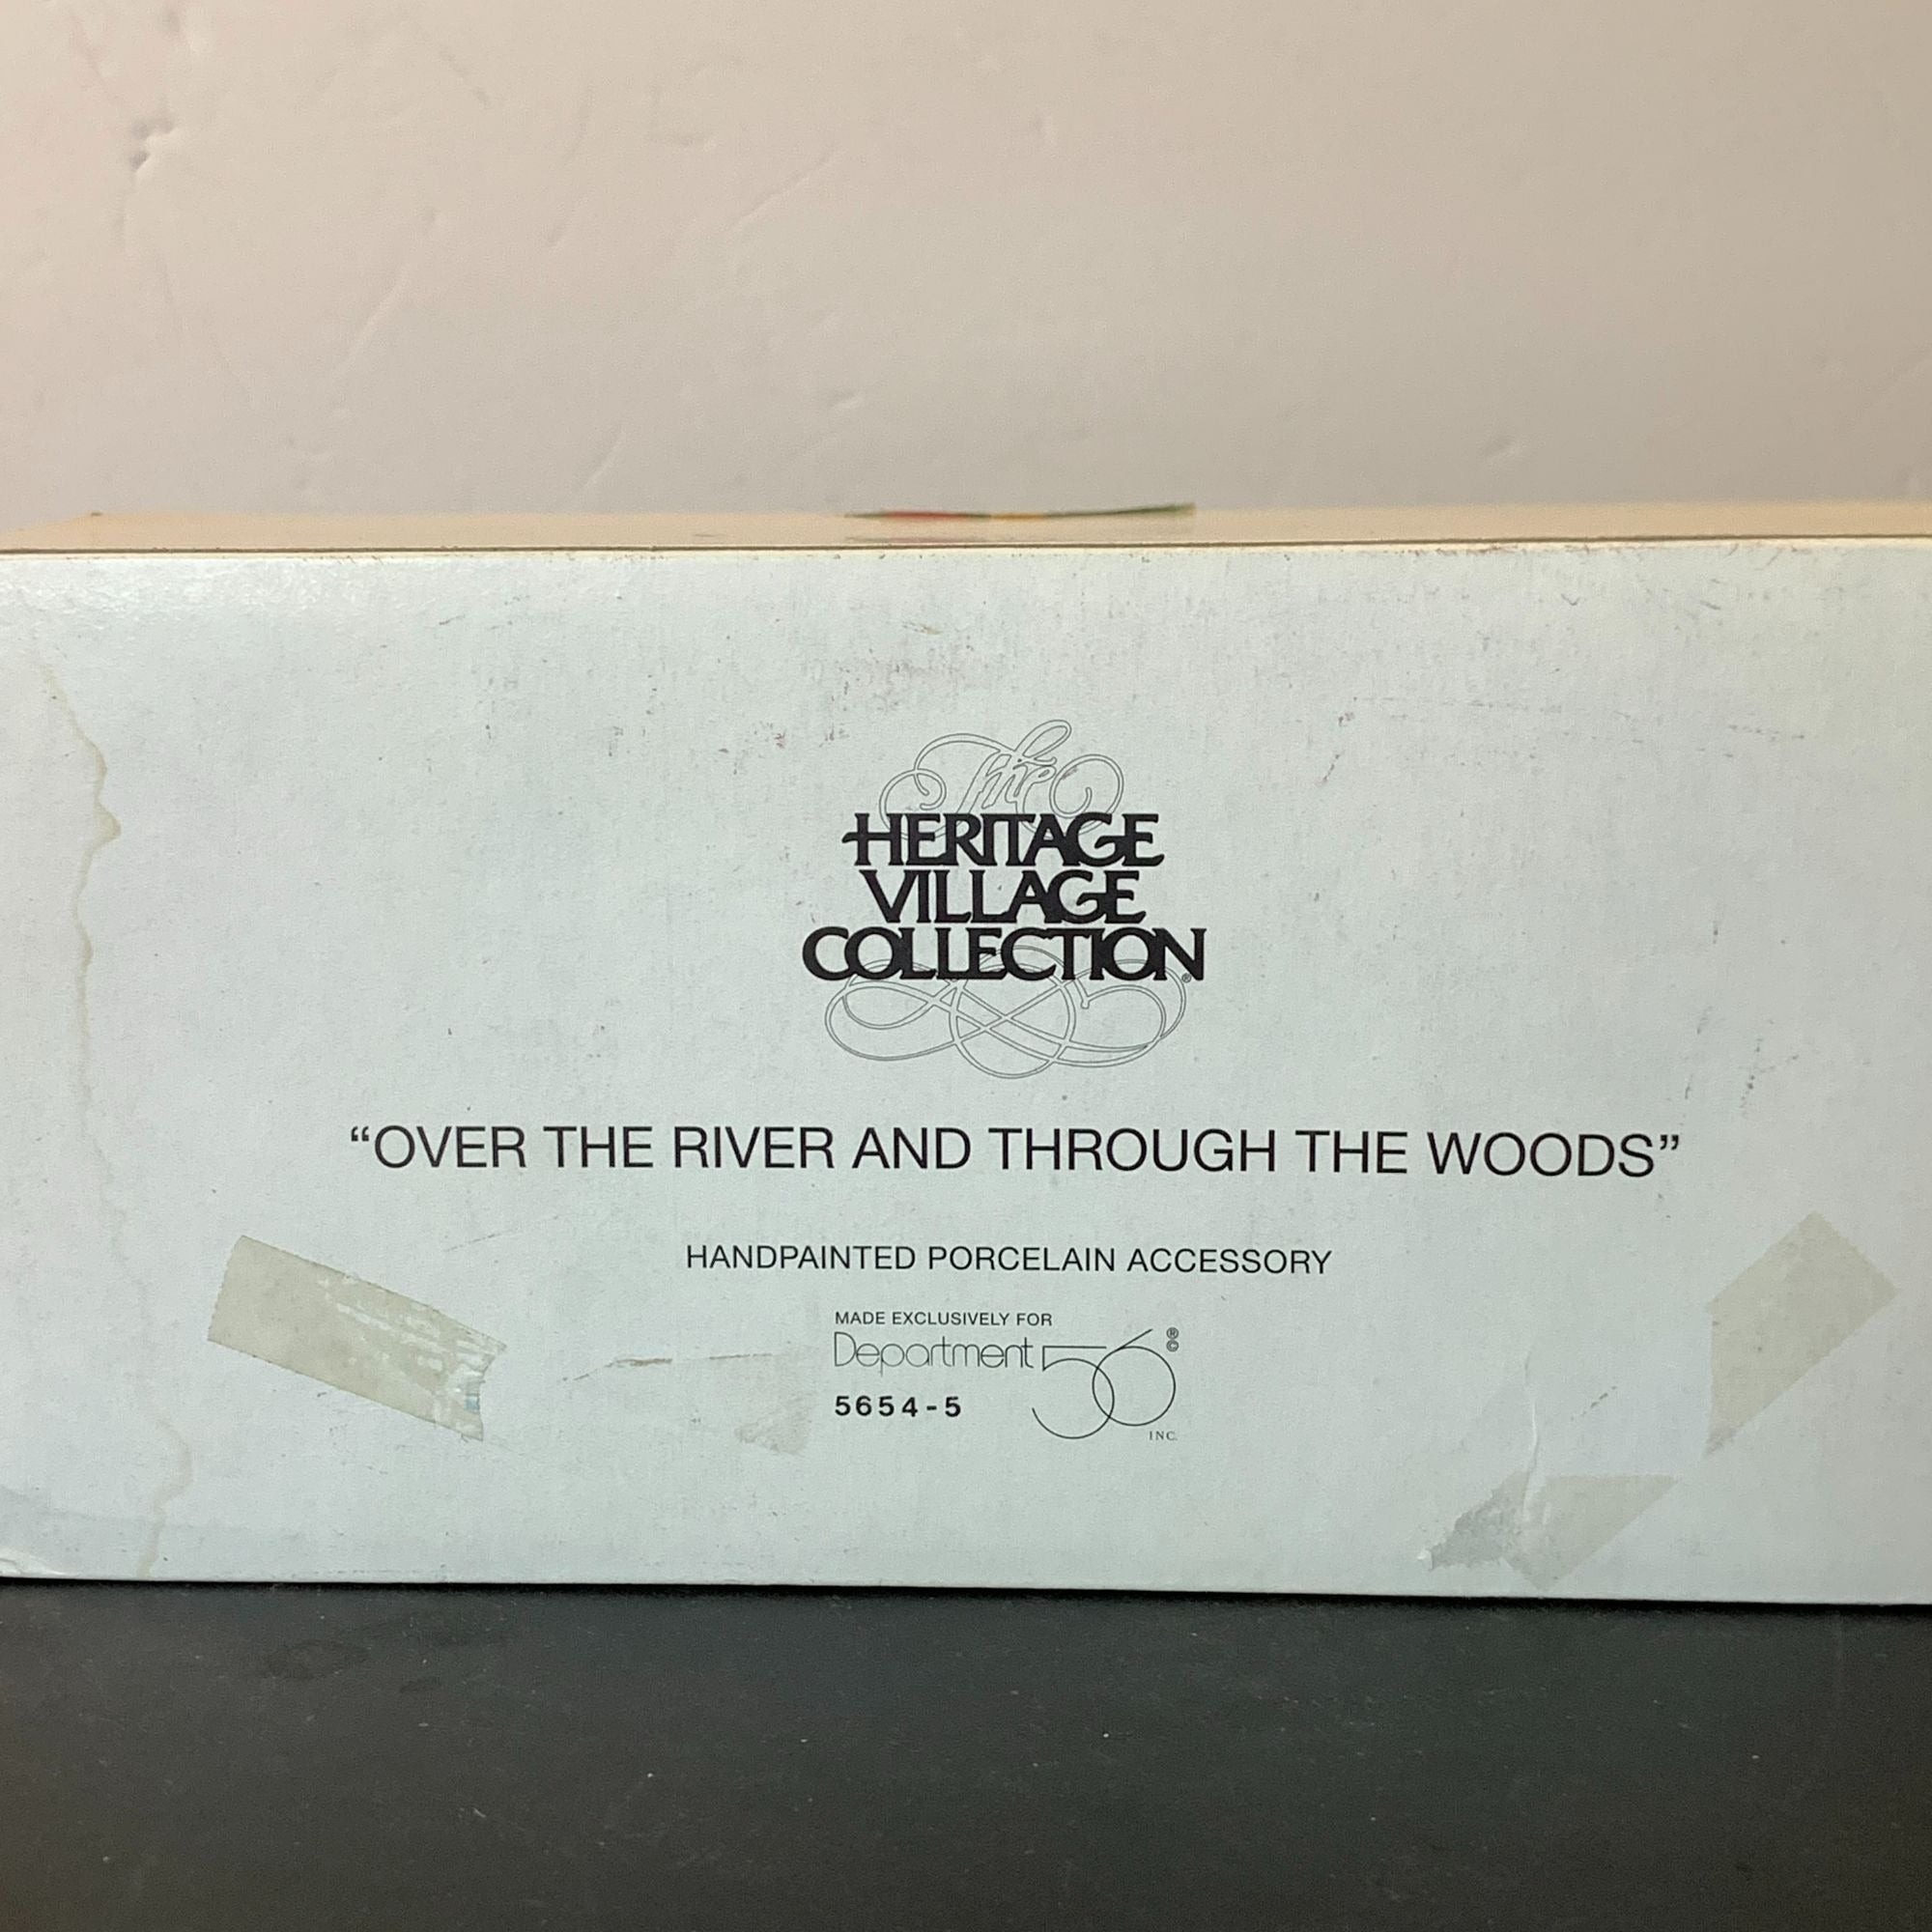 The
HERITAGE
VILLAGE
COLLECTION®
“OVER THE RIVER AND THROUGH THE WOODS”
HANDPAINTED PORCELAIN ACCESSORY
MADE EXCLUSIVELY FOR
Department 56 ®©
5654-5
INC.